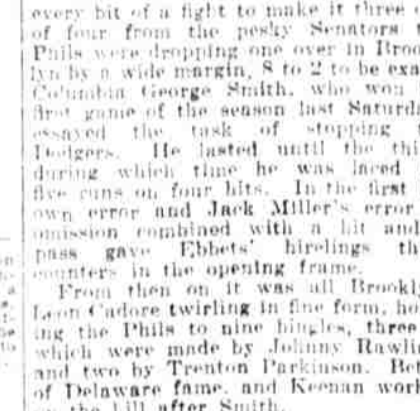 every bit of a fight to make it three
of four from the pesky Senators t
Phils were dropping one over in Broo
lyn by a wide margin, 8 to 2 to be exa
Columbia George Smith, who won
first game of the season last Saturda
essayed the task of stopping
Dodgers. He lasted until the thi
during which time he was laced
five runs on four hits. In the first
own error and Jack Miller's error
omission combined with a hit and
pass gave Ebbets' hirelings th
counters in the opening frame.
From then on it was all Brookly
Leon Cadore twirling in fine form, ho
ing the Phils to nine bingles, three
which were made by Johnny Rawlin
and two by Trenton Parkinson. Bet
of Delaware fame, and Keenan work
the hill after Smith.